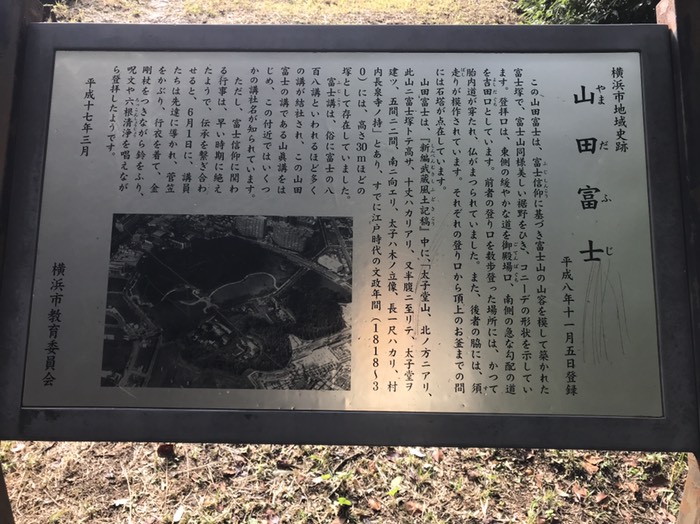 横浜市地域史跡
山田富士
やまだふじ
平成八年十一月五日登録
この山田富士は、富士信仰に基づき富士山の山容を模して築かれた
富士塚で、富士山同様美しい裾野をひき、コニーデの形状を示してい
ます。登拝口は、東側の緩やかな道を御殿場口、南側の急な勾配の道
を吉田口としています。前者の登り口を数歩登った場所には、かつて
胎内道が穿たれ、仏がまつられていました。また、後者の脇には、須
走りが模作されています。それぞれの登り口から頂上のお釜までの間
には石塔が点在しています。
山田富士は、『新編武蔵風土記稿』中に、「太子堂山、北ノ方ニアリ、
此山ニ富士塚トテ高サ、十丈ハカリアリ、又半腹ニ至リテ、太子堂ヲ
建ツ、五間ニ二間、南ニ向エリ、太子ハ木ノ立像、長一尺ハカリ、村
内長泉寺ノ持」とあり、すでに江戸時代の文政年間(1818〜3
0)には、高さ30mほどの
塚として存在していました。
富士講は、俗に富士の八
百八講といわれるほど多く
の講が結社され、この山田
富士の講である山真講をは
じめ、この付近ではいくつ
かの講社名が知られています。
ただし、富士信仰に関わ
る行事は、早い時期に絶え
たようで、伝承を繋ぎ合わ
せると、6月1日に、講員
たちは先達に導かれ、菅笠
をかぶり、行衣を着て、金
剛杖をつきながら鈴をふり、
呪文や六根清浄を唱えなが
ら登拝したようです。
平成十七年三月
横浜市教育委員会